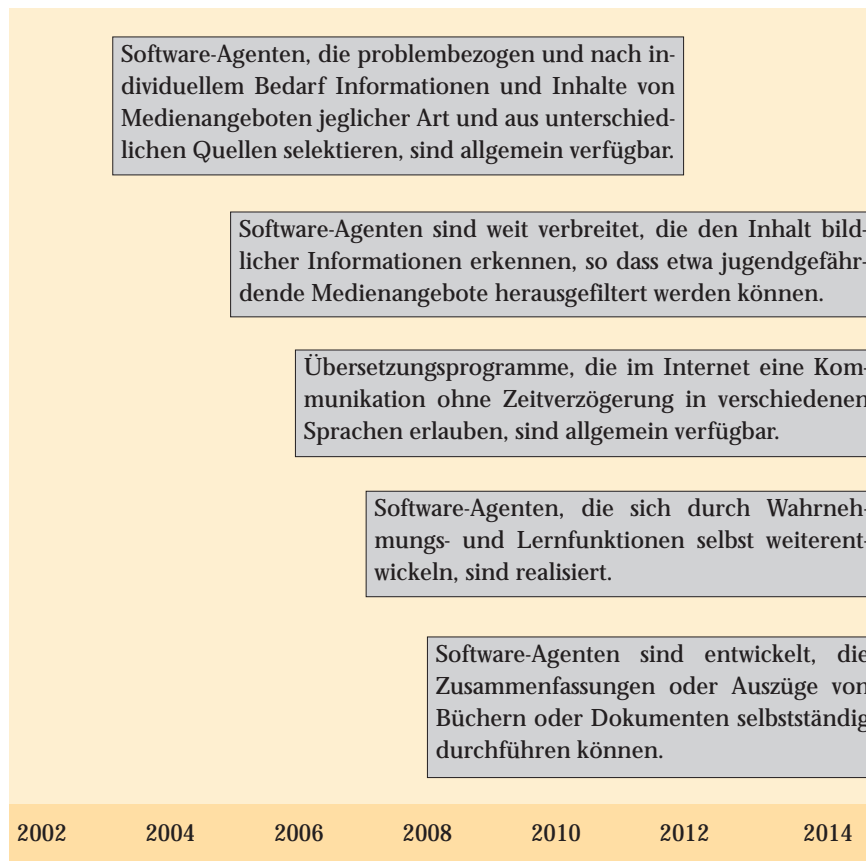 Software-Agenten, die problembezogen und nach in-
dividuellem Bedarf Informationen und Inhalte von
Medienangeboten jeglicher Art und aus unterschied-
lichen Quellen selektieren, sind allgemein verfügbar.
Software-Agenten sind weit verbreitet, die den Inhalt bild-
licher Informationen erkennen, so dass etwa jugendgefähr-
dende Medienangebote herausgefiltert werden können.
Übersetzungsprogramme, die im Internet eine Kom-
munikation ohne Zeitverzögerung in verschiedenen
Sprachen erlauben, sind allgemein verfügbar.
Software-Agenten, die sich durch Wahrneh-
mungs- und Lernfunktionen selbst weiterent-
wickeln, sind realisiert.
Software-Agenten sind entwickelt, die
Zusammenfassungen oder Auszüge von
Büchern oder Dokumenten selbstständig
durchführen können.
2002 2004 2006 2008 2010 2012 2014